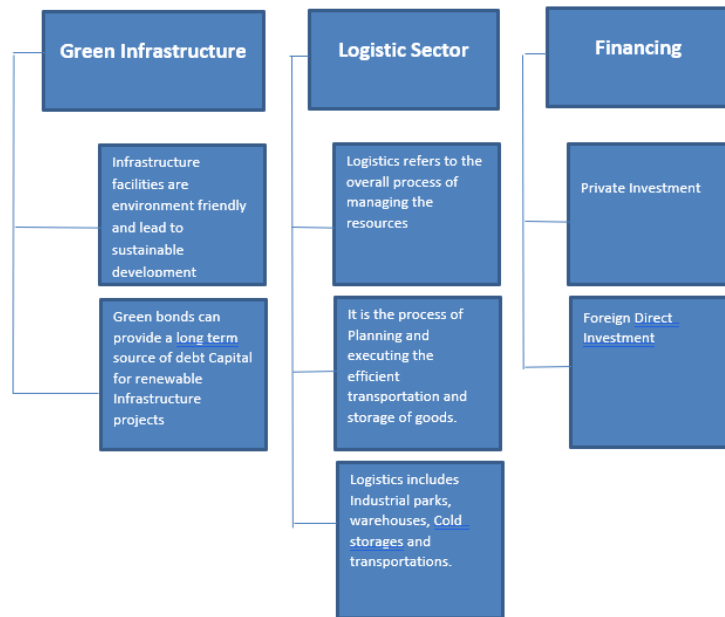 Green Infrastructure
Infrastructure
facilities are
environment friendly
and lead to
sustainable
development
Green bonds can
provide a long term
source of debt Capital
for renewable
Infrastructure
projects
Logistic Sector
Logistics refers to the
overall process of
managing the
resources
It is the process of
Planning and
executing the
efficient
transportation and
storage of goods.
Logistics includes
Industrial parks,
warehouses, Cold
storages and
transportations.
Financing
Private Investment
Foreign Direct
Investment